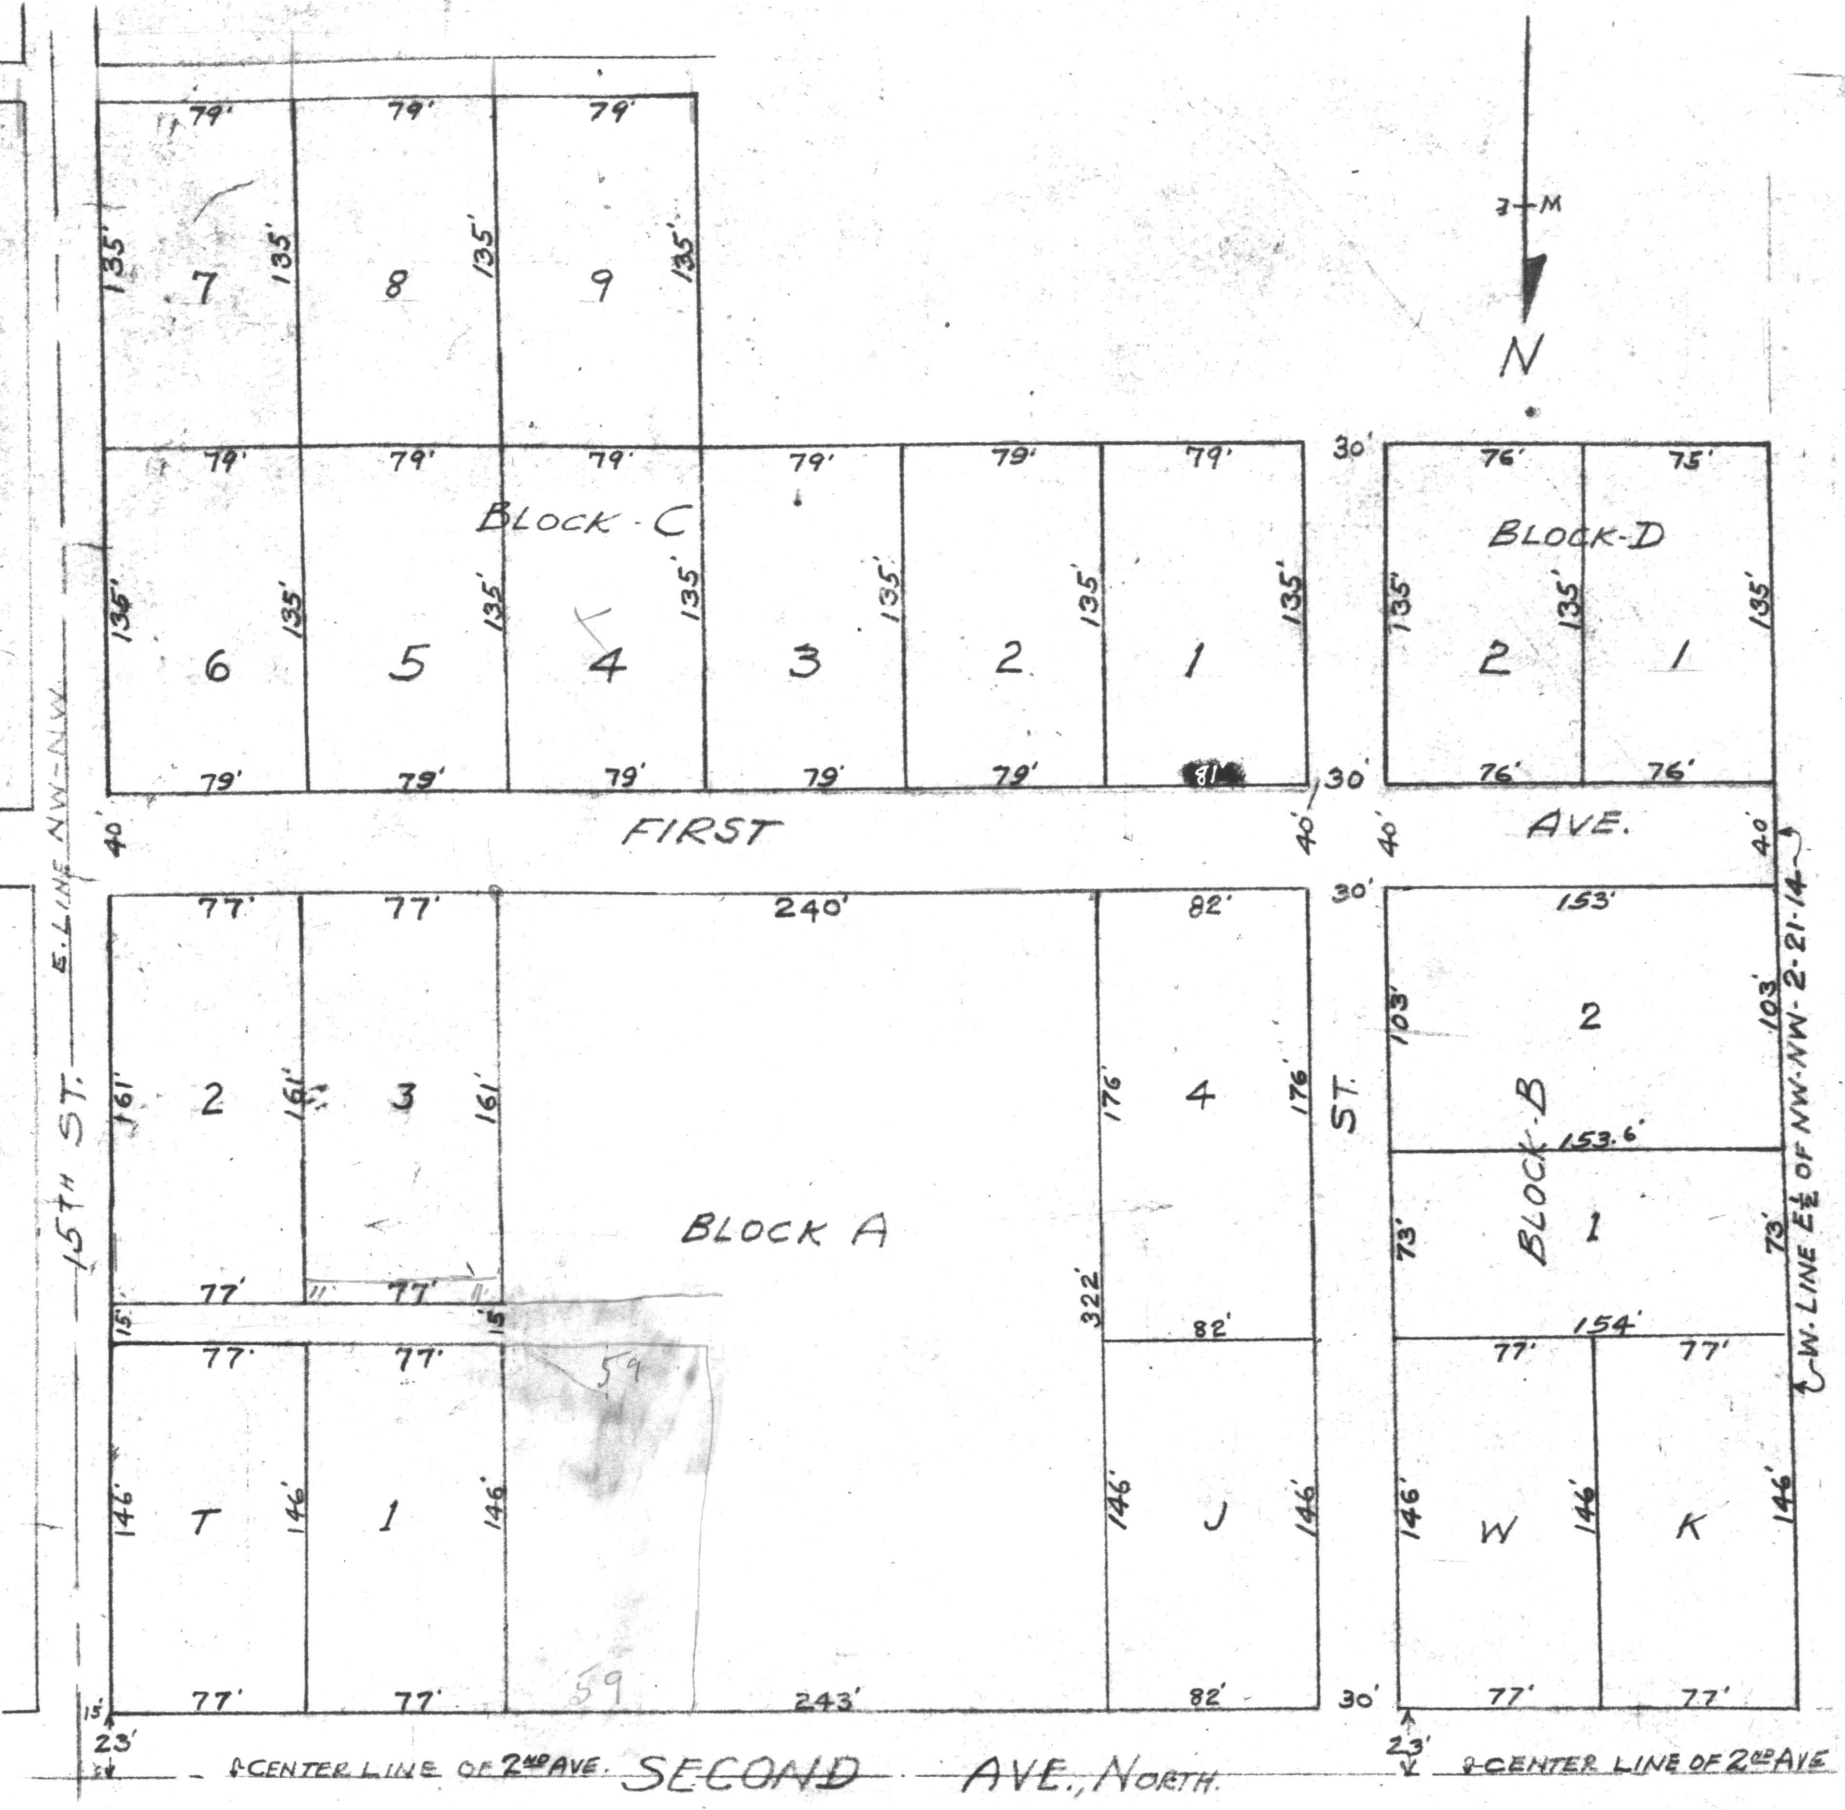 79' 79' 79'
E W
135' 135' 135' 135'
7 8 9
N
79' 79' 79' 79' 79' 79' 30' 76' 75'
BLOCK - C BLOCK-D
135' 135' 135' 135' 135' 135' 135' 135' 135' 135'
6 5 4 3 2 1 2 1
79' 79' 79' 79' 79' 81 30' 76' 76'
40' FIRST 40' 40' AVE. 40'
77' 77' 240' 82' 30' 153'
E. LINE NW-NW
103' 2 103'
161' 2 161' 3 161' 176' 4 176' ST.
15TH ST.
153.6'
BLOCK A
BLOCK-B
73' 1 73'
W. LINE E½ OF NW-NW-2-21-14
77' 11' 77' 11'
322'
15' 15' 82' 154'
77' 77' 59 77' 77'
146' T 146' 1 146' 146' J 146' 146' W 146' K 146'
59
15' 77' 77' 243' 82' 30' 77' 77'
23' 23'
CENTER LINE OF 2ND AVE. SECOND AVE., NORTH. CENTER LINE OF 2ND AVE